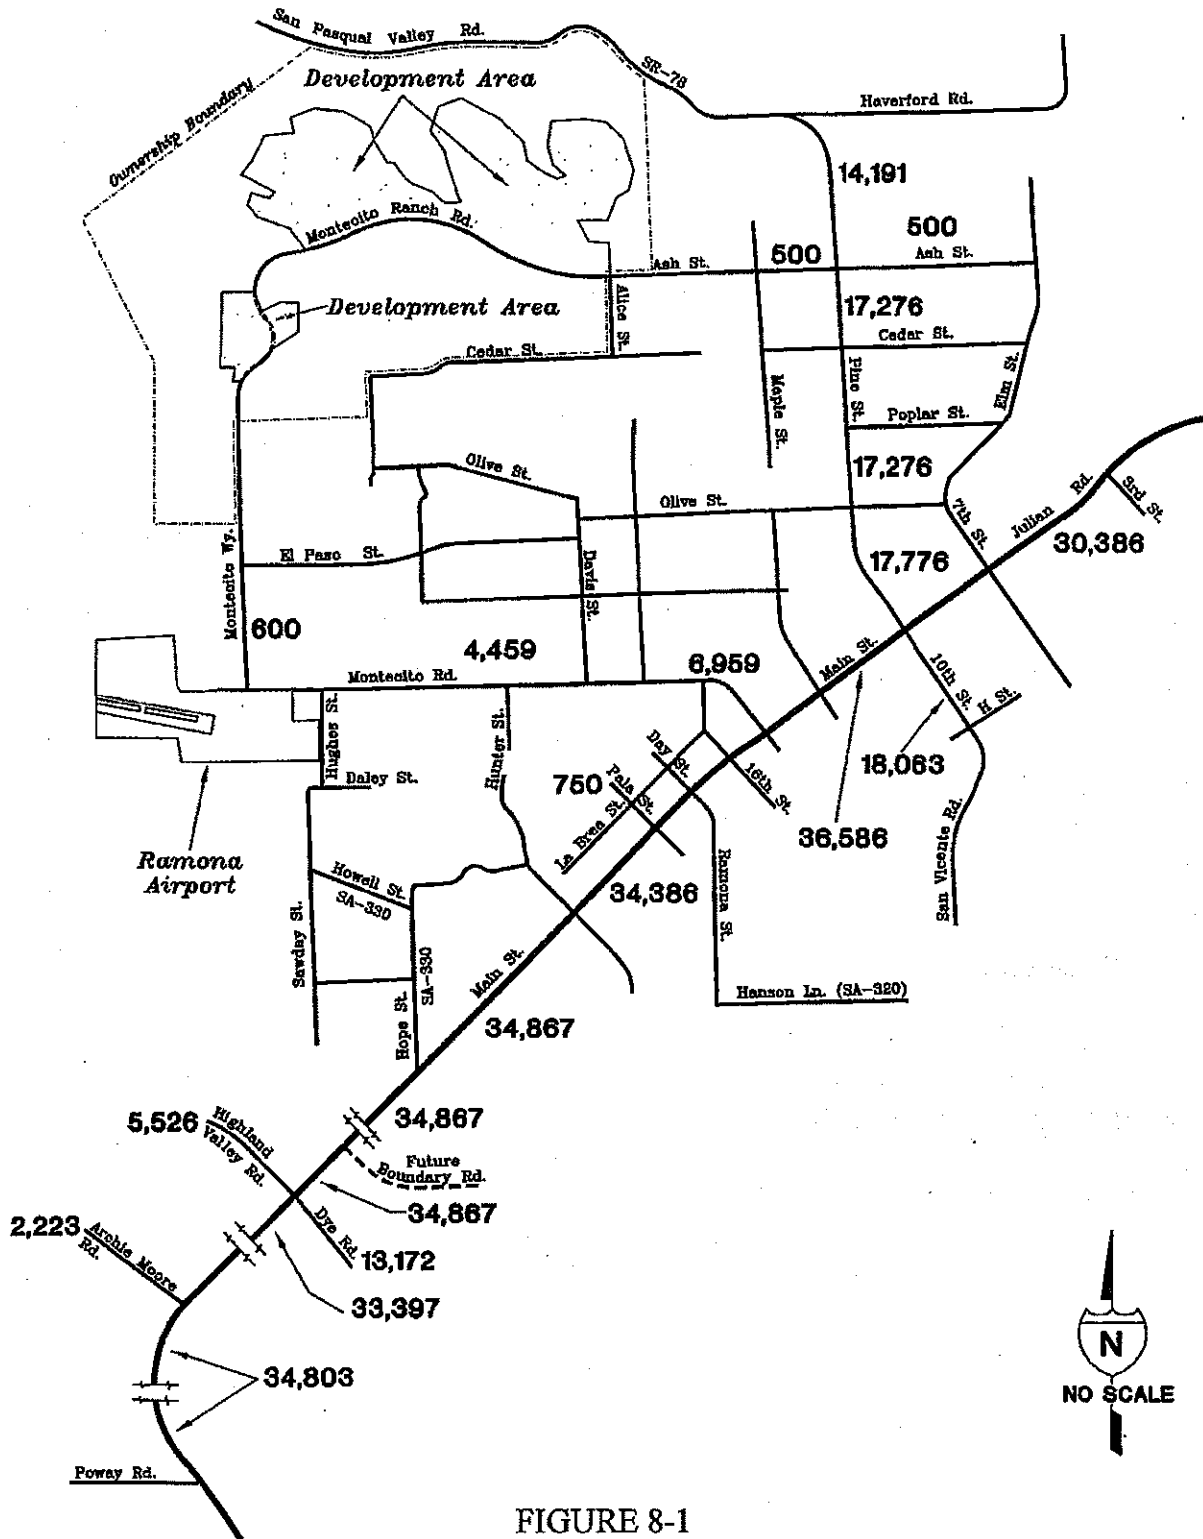 San Pasqual Valley Rd.
SR-78
Haverford Rd.
Development Area
Ownership Boundary
14,191
Montecito Ranch Rd.
500
Ash St.
500
Ash St.
Development Area
Alice St.
17,276
Cedar St.
Cedar St.
Maple St.
Pine St.
Elm St.
Poplar St.
17,276
Olive St.
Olive St.
7th St.
Julian Rd.
3rd St.
30,386
El Paso St.
Davis St.
17,776
Montecito Wy.
600
4,459
6,959
Main St.
10th St.
H St.
Montecito Rd.
Hughes St.
Hunter St.
Day St.
16th St.
18,063
Daley St.
750
Pala St.
La Brea St.
36,586
San Vicente Rd.
Ramona
Airport
Howell St.
SA-330
34,386
Ramona St.
Sawday St.
SA-330
Main St.
Hanson Ln. (SA-320)
Hope St.
34,867
34,867
5,526
Highland
Valley Rd.
Future
Boundary Rd.
34,867
Dye Rd.
13,172
2,223
Archie Moore
Rd.
33,397
34,803
N
NO SCALE
Poway Rd.
FIGURE 8-1